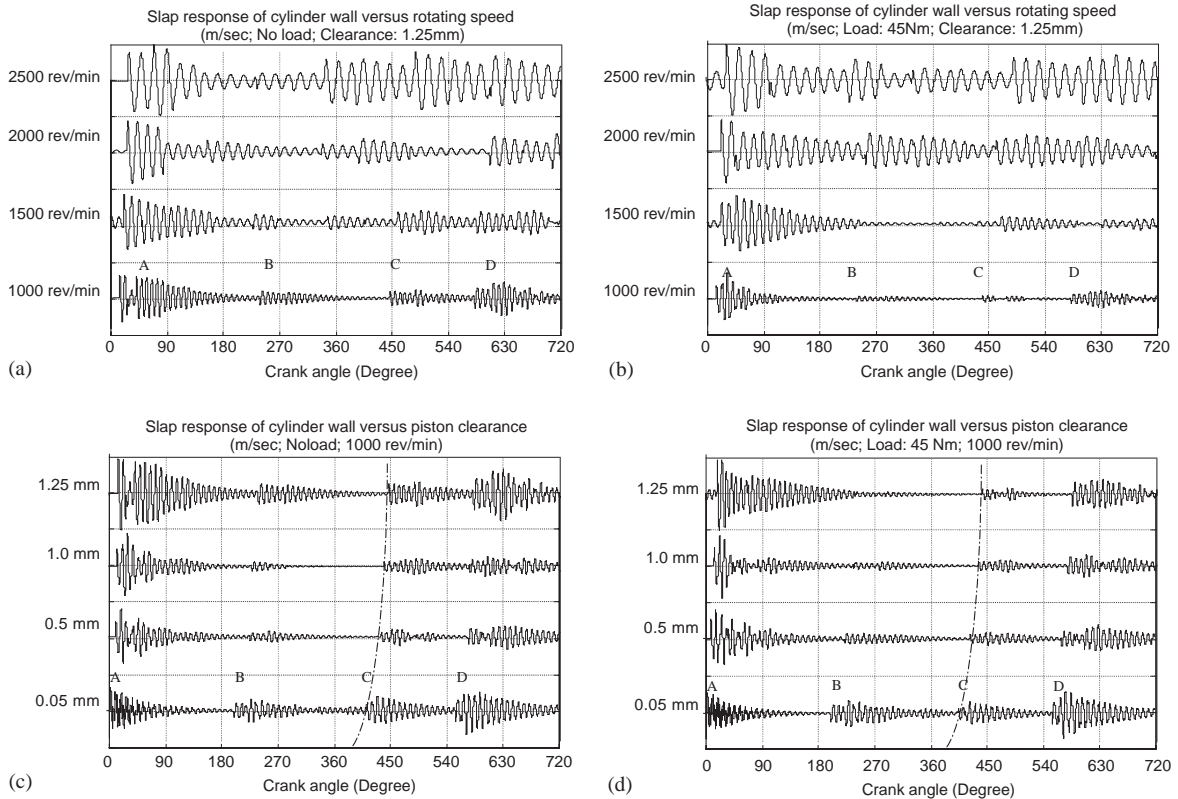 Slap response of cylinder wall versus rotating speed
(m/sec; No load; Clearance: 1.25mm)
2500 rev/min
2000 rev/min
1500 rev/min
1000 rev/min
A B C D
0 90 180 270 360 450 540 630 720
(a)
Crank angle (Degree)
Slap response of cylinder wall versus rotating speed
(m/sec; Load: 45Nm; Clearance: 1.25mm)
2500 rev/min
2000 rev/min
1500 rev/min
1000 rev/min
A B C D
0 90 180 270 360 450 540 630 720
(b)
Crank angle (Degree)
Slap response of cylinder wall versus piston clearance
(m/sec; Noload; 1000 rev/min)
1.25 mm
1.0 mm
0.5 mm
0.05 mm
A B C D
0 90 180 270 360 450 540 630 720
(c)
Crank angle (Degree)
Slap response of cylinder wall versus piston clearance
(m/sec; Load: 45 Nm; 1000 rev/min)
1.25 mm
1.0 mm
0.5 mm
0.05 mm
A B C D
0 90 180 270 360 450 540 630 720
(d)
Crank angle (Degree)